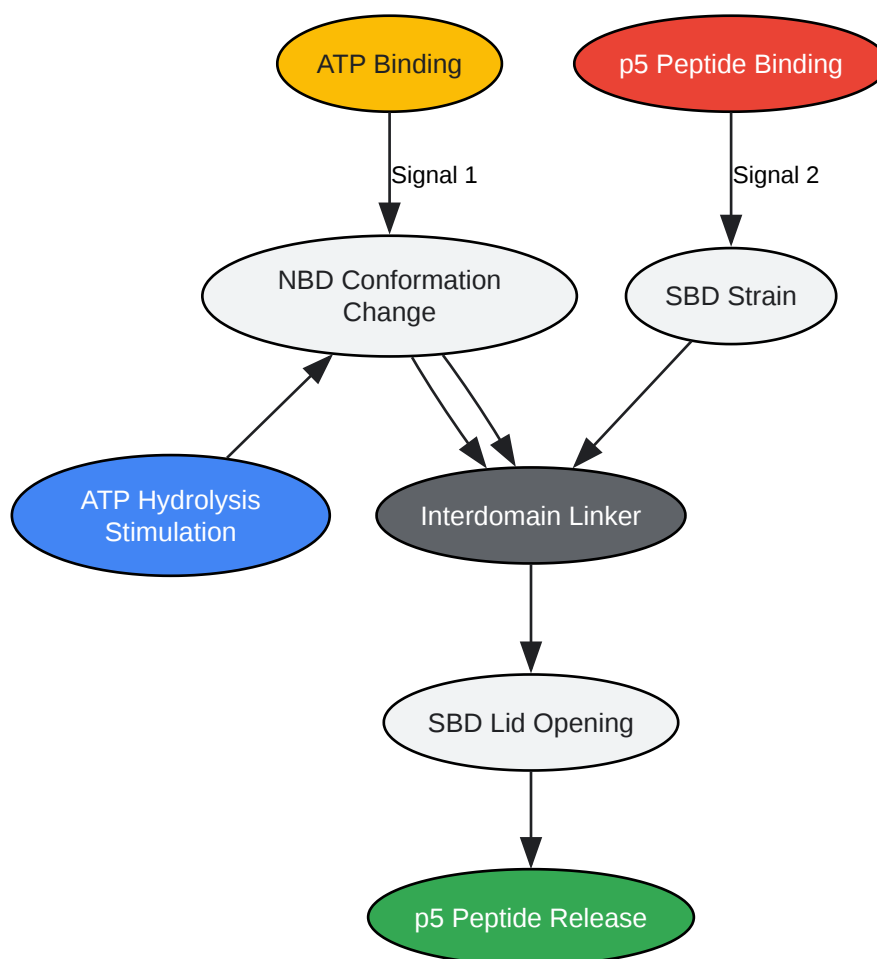 ATP Binding
p5 Peptide Binding
Signal 1
Signal 2
NBD Conformation
Change
SBD Strain
ATP Hydrolysis
Stimulation
Interdomain Linker
SBD Lid Opening
p5 Peptide Release